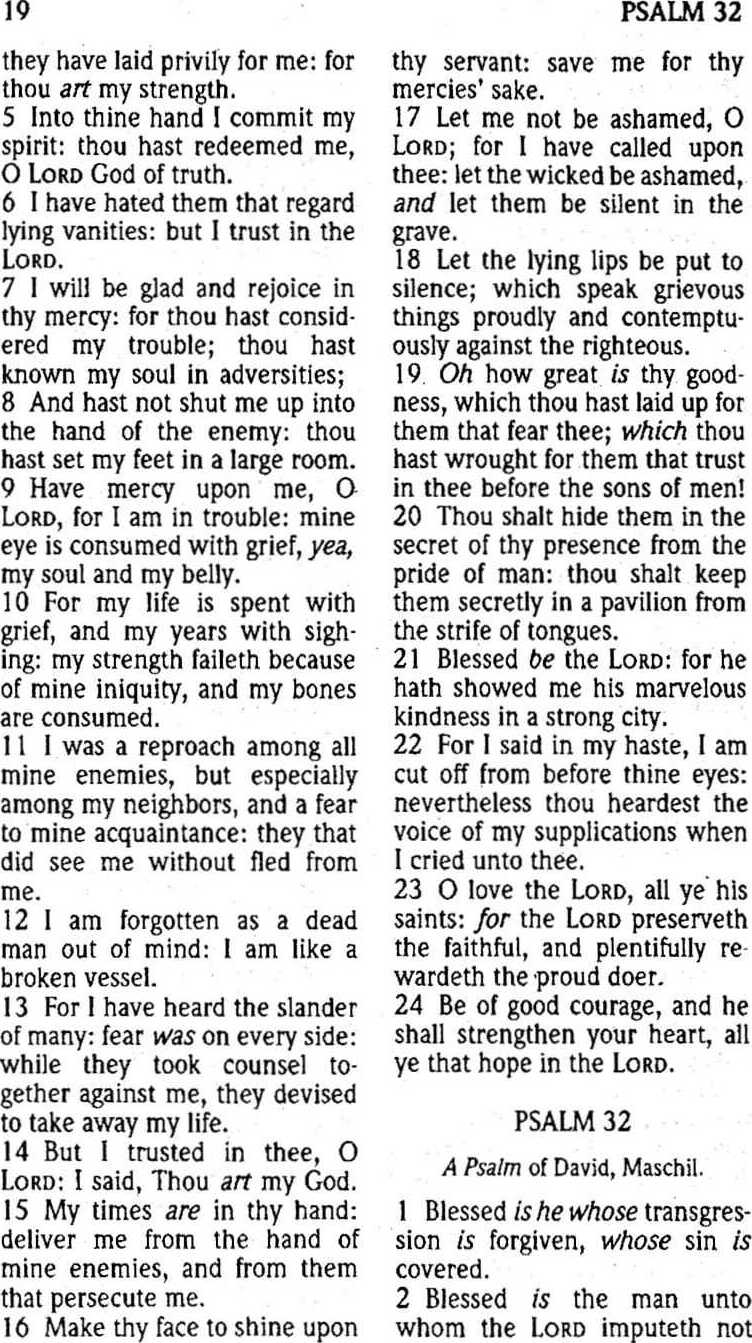 19
PSALM 32
they have laid privily for me: for
thou art my strength.
5 Into thine hand I commit my
spirit: thou hast redeemed me,
O LORD God of truth.
6 I have hated them that regard
lying vanities: but I trust in the
LORD.
7 I will be glad and rejoice in
thy mercy: for thou hast consid-
ered my trouble; thou hast
known my soul in adversities;
8 And hast not shut me up into
the hand of the enemy: thou
hast set my feet in a large room.
9 Have mercy upon me, O
LORD, for I am in trouble: mine
eye is consumed with grief, yea,
my soul and my belly.
10 For my life is spent with
grief, and my years with sigh-
ing: my strength faileth because
of mine iniquity, and my bones
are consumed.
11 I was a reproach among all
mine enemies, but especially
among my neighbors, and a fear
to mine acquaintance: they that
did see me without fled from
me.
12 I am forgotten as a dead
man out of mind: I am like a
broken vessel.
13 For I have heard the slander
of many: fear was on every side:
while they took counsel to-
gether against me, they devised
to take away my life.
14 But I trusted in thee, O
LORD: I said, Thou art my God.
15 My times are in thy hand:
deliver me from the hand of
mine enemies, and from them
that persecute me.
16 Make thy face to shine upon
thy servant: save me for thy
mercies' sake.
17 Let me not be ashamed, O
LORD; for I have called upon
thee: let the wicked be ashamed,
and let them be silent in the
grave.
18 Let the lying lips be put to
silence; which speak grievous
things proudly and contemptu-
ously against the righteous.
19 Oh how great is thy good-
ness, which thou hast laid up for
them that fear thee; which thou
hast wrought for them that trust
in thee before the sons of men!
20 Thou shalt hide them in the
secret of thy presence from the
pride of man: thou shalt keep
them secretly in a pavilion from
the strife of tongues.
21 Blessed be the LORD: for he
hath showed me his marvelous
kindness in a strong city.
22 For I said in my haste, I am
cut off from before thine eyes:
nevertheless thou heardest the
voice of my supplications when
I cried unto thee.
23 O love the LORD, all ye his
saints: for the LORD preserveth
the faithful, and plentifully re-
wardeth the proud doer.
24 Be of good courage, and he
shall strengthen your heart, all
ye that hope in the LORD.
PSALM 32
A Psalm of David, Maschil.
1 Blessed is he whose transgres-
sion is forgiven, whose sin is
covered.
2 Blessed is the man unto
whom the LORD imputeth not